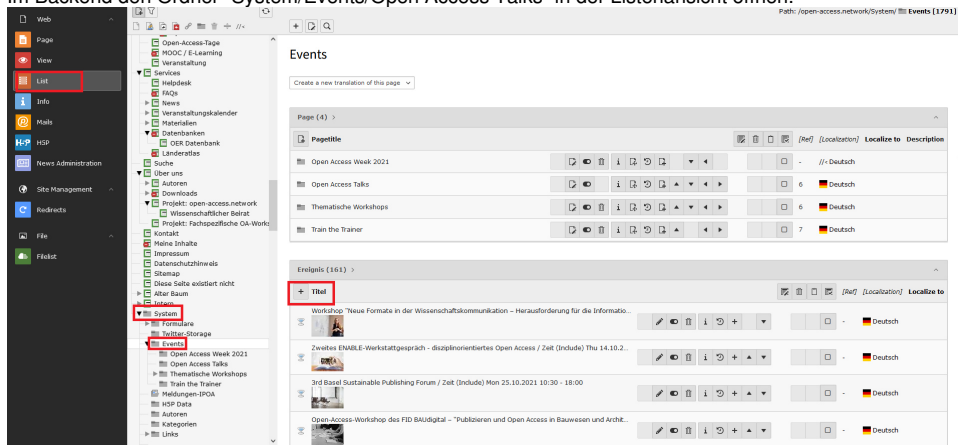 im Backend den Ordner "System/Events/Open Access Talks" in der Listenansicht öffnen:
Path: /open-access.network/System/ Events [1791]
Web
Page
View
List
Info
Mails
H5P
News Administration
Site Management
Redirects
File
Filelist
Open-Access-Tage
MOOC / E-Learning
Veranstaltung
Services
Helpdesk
FAQs
News
Veranstaltungskalender
Materialien
Datenbanken
OER Datenbank
Länderatlas
Suche
Über uns
Autoren
Downloads
Projekt: open-access.network
Wissenschaftlicher Beirat
Projekt: Fachspezifische OA-Works
Kontakt
Meine Inhalte
Impressum
Datenschutzhinweis
Sitemap
Diese Seite existiert nicht
Alter Baum
Intern
System
Formulare
Twitter-Storage
Events
Open Access Week 2021
Open Access Talks
Thematische Workshops
Train the Trainer
Meldungen-IPOA
H5P Data
Autoren
Kategorien
Links
Events
Create a new translation of this page
Page (4) >
Pagetitle [Ref] [Localization] Localize to Description
Open Access Week 2021 - Deutsch
Open Access Talks 6 Deutsch
Thematische Workshops 6 Deutsch
Train the Trainer 7 Deutsch
Ereignis (161) >
+ Titel [Ref] [Localization] Localize to
Workshop "Neue Formate in der Wissenschaftskommunikation – Herausforderung für die Informatio...
- Deutsch
Zweites ENABLE-Werkstattgespräch - disziplinorientiertes Open Access / Zeit (Include) Thu 14.10.2...
- Deutsch
3rd Basel Sustainable Publishing Forum / Zeit (Include) Mon 25.10.2021 10:30 - 18:00
- Deutsch
Open-Access-Workshop des FID BAUdigital – "Publizieren und Open Access in Bauwesen und Archit...
- Deutsch